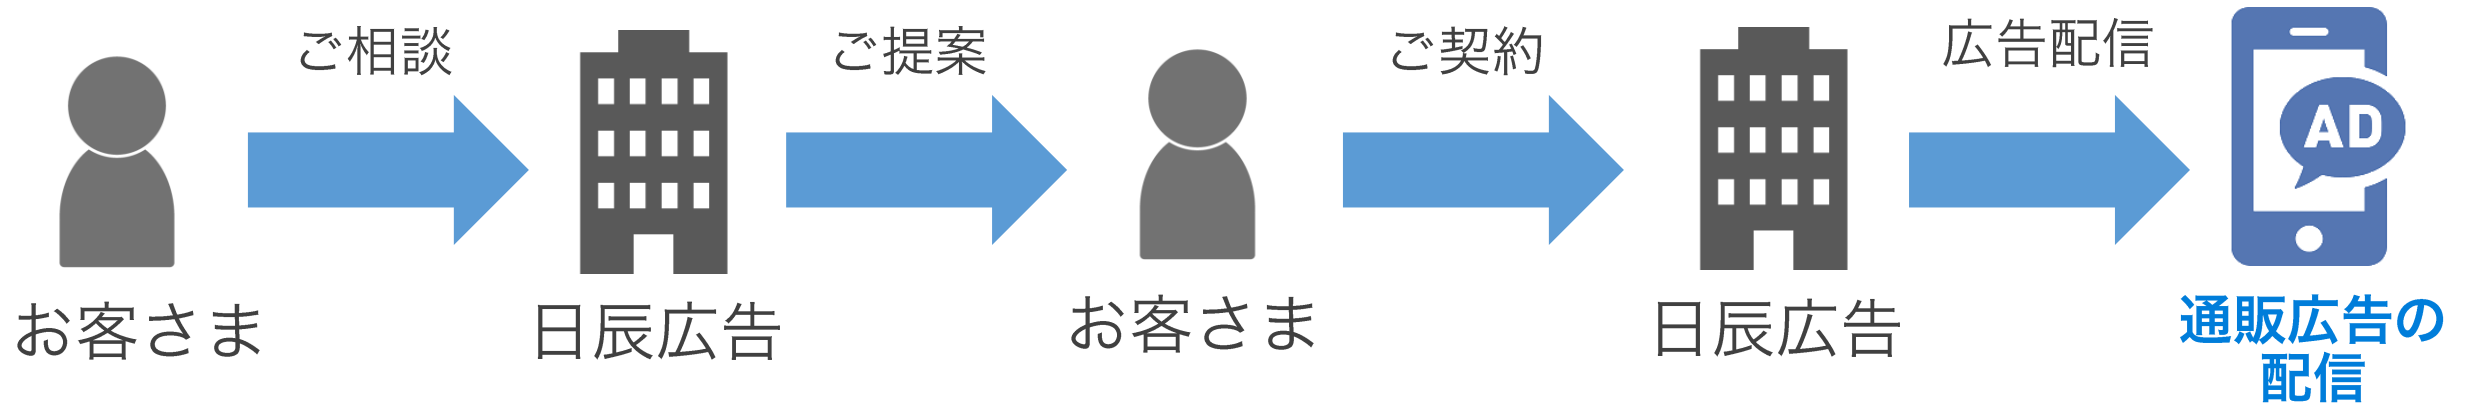 ご相談
ご提案
ご契約
広告配信
AD
お客さま
日辰広告
お客さま
日辰広告
通販広告の
配信